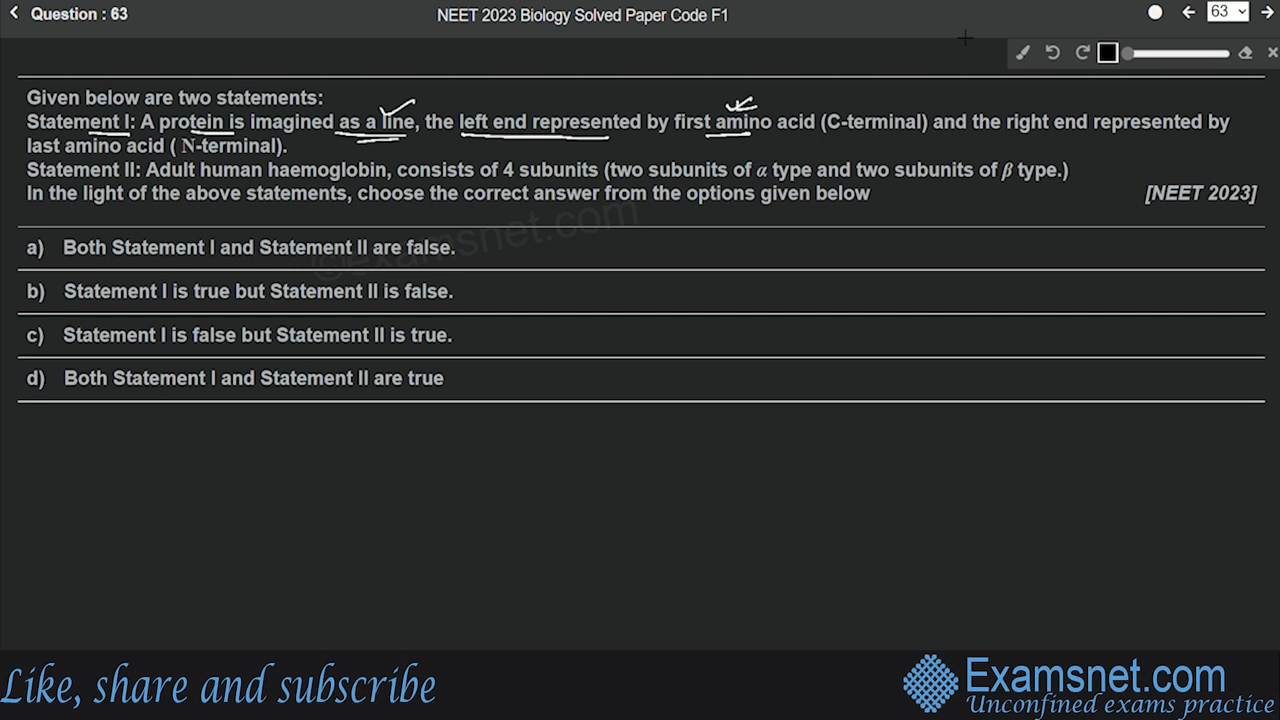 Question : 63
NEET 2023 Biology Solved Paper Code F1
63
Given below are two statements:
Statement I: A protein is imagined as a line, the left end represented by first amino acid (C-terminal) and the right end represented by
last amino acid ( N-terminal).
Statement II: Adult human haemoglobin, consists of 4 subunits (two subunits of α type and two subunits of β type.)
In the light of the above statements, choose the correct answer from the options given below
[NEET 2023]
©examsnet.com
a) Both Statement I and Statement II are false.
b) Statement I is true but Statement II is false.
c) Statement I is false but Statement II is true.
d) Both Statement I and Statement II are true
Like, share and subscribe
Examsnet.com
Unconfined exams practice